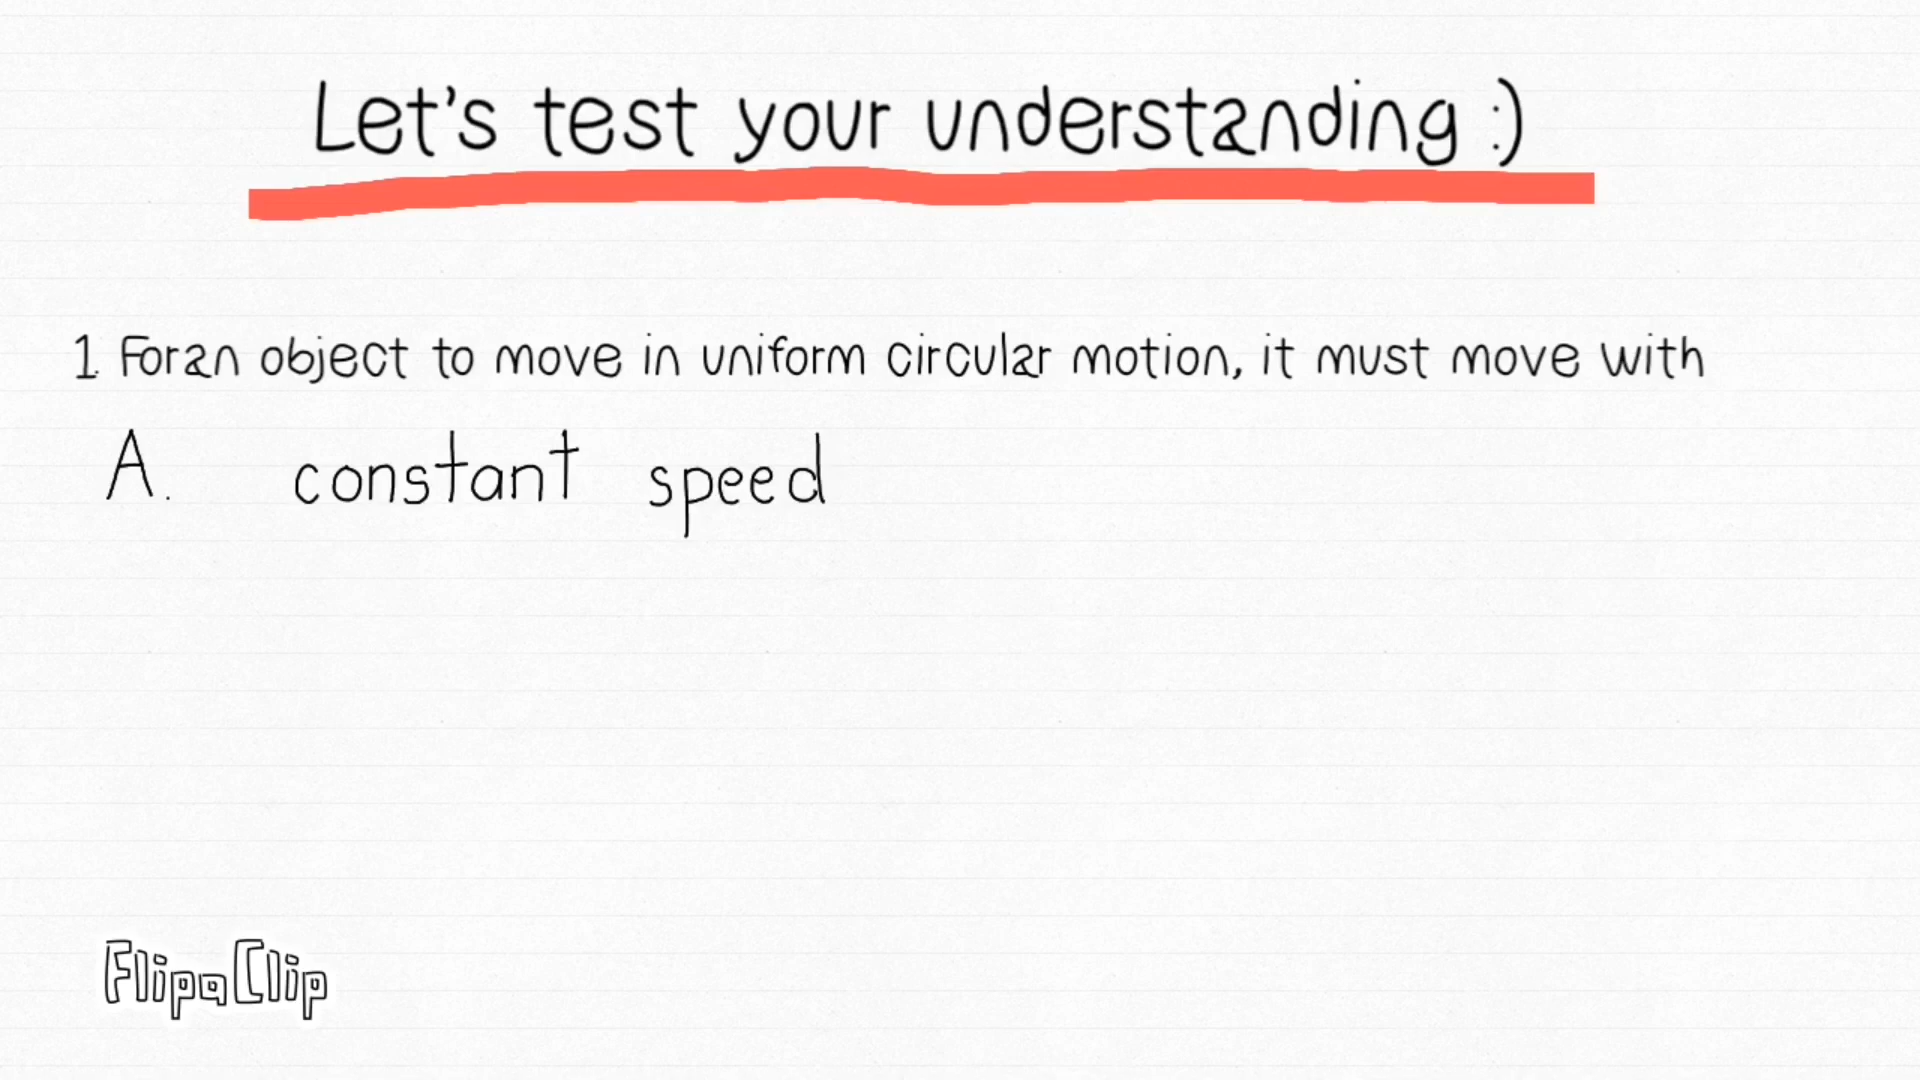 Let's test your understanding :)
1. For an object to move in uniform circular motion, it must move with
A. constant speed
FlipaClip